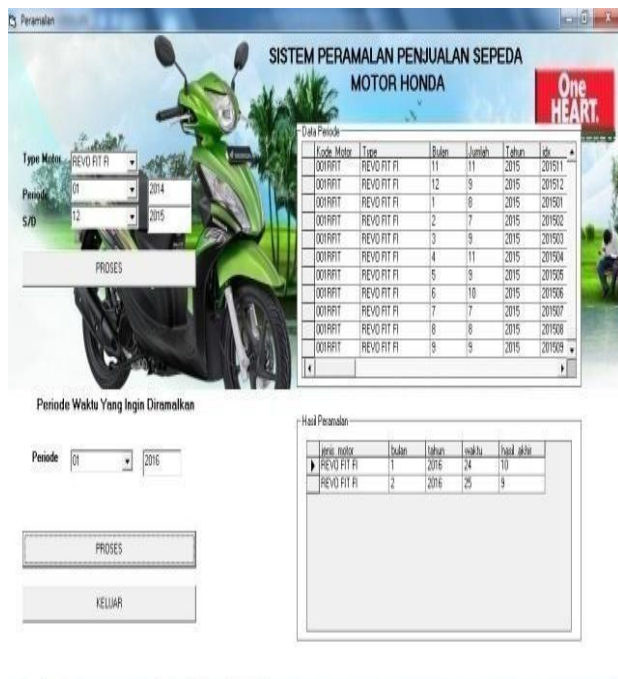 Peramalan
SISTEM PERAMALAN PENJUALAN SEPEDA
MOTOR HONDA
One
HEART.
Type Motor REVO FIT FI
Periode 01 2014
S/D 12 2015
PROSES
Data Periode
Kode_Motor Type Bulan Jumlah Tahun idx
001RFIT REVO FIT FI 11 11 2015 201511
001RFIT REVO FIT FI 12 9 2015 201512
001RFIT REVO FIT FI 1 8 2015 201501
001RFIT REVO FIT FI 2 7 2015 201502
001RFIT REVO FIT FI 3 9 2015 201503
001RFIT REVO FIT FI 4 11 2015 201504
001RFIT REVO FIT FI 5 9 2015 201505
001RFIT REVO FIT FI 6 10 2015 201506
001RFIT REVO FIT FI 7 7 2015 201507
001RFIT REVO FIT FI 8 8 2015 201508
001RFIT REVO FIT FI 9 9 2015 201509
Periode Waktu Yang Ingin Diramalkan
Periode 01 2016
PROSES
KELUAR
Hasil Peramalan
jenis_motor bulan tahun waktu hasil_akhir
REVO FIT FI 1 2016 24 10
REVO FIT FI 2 2016 25 9